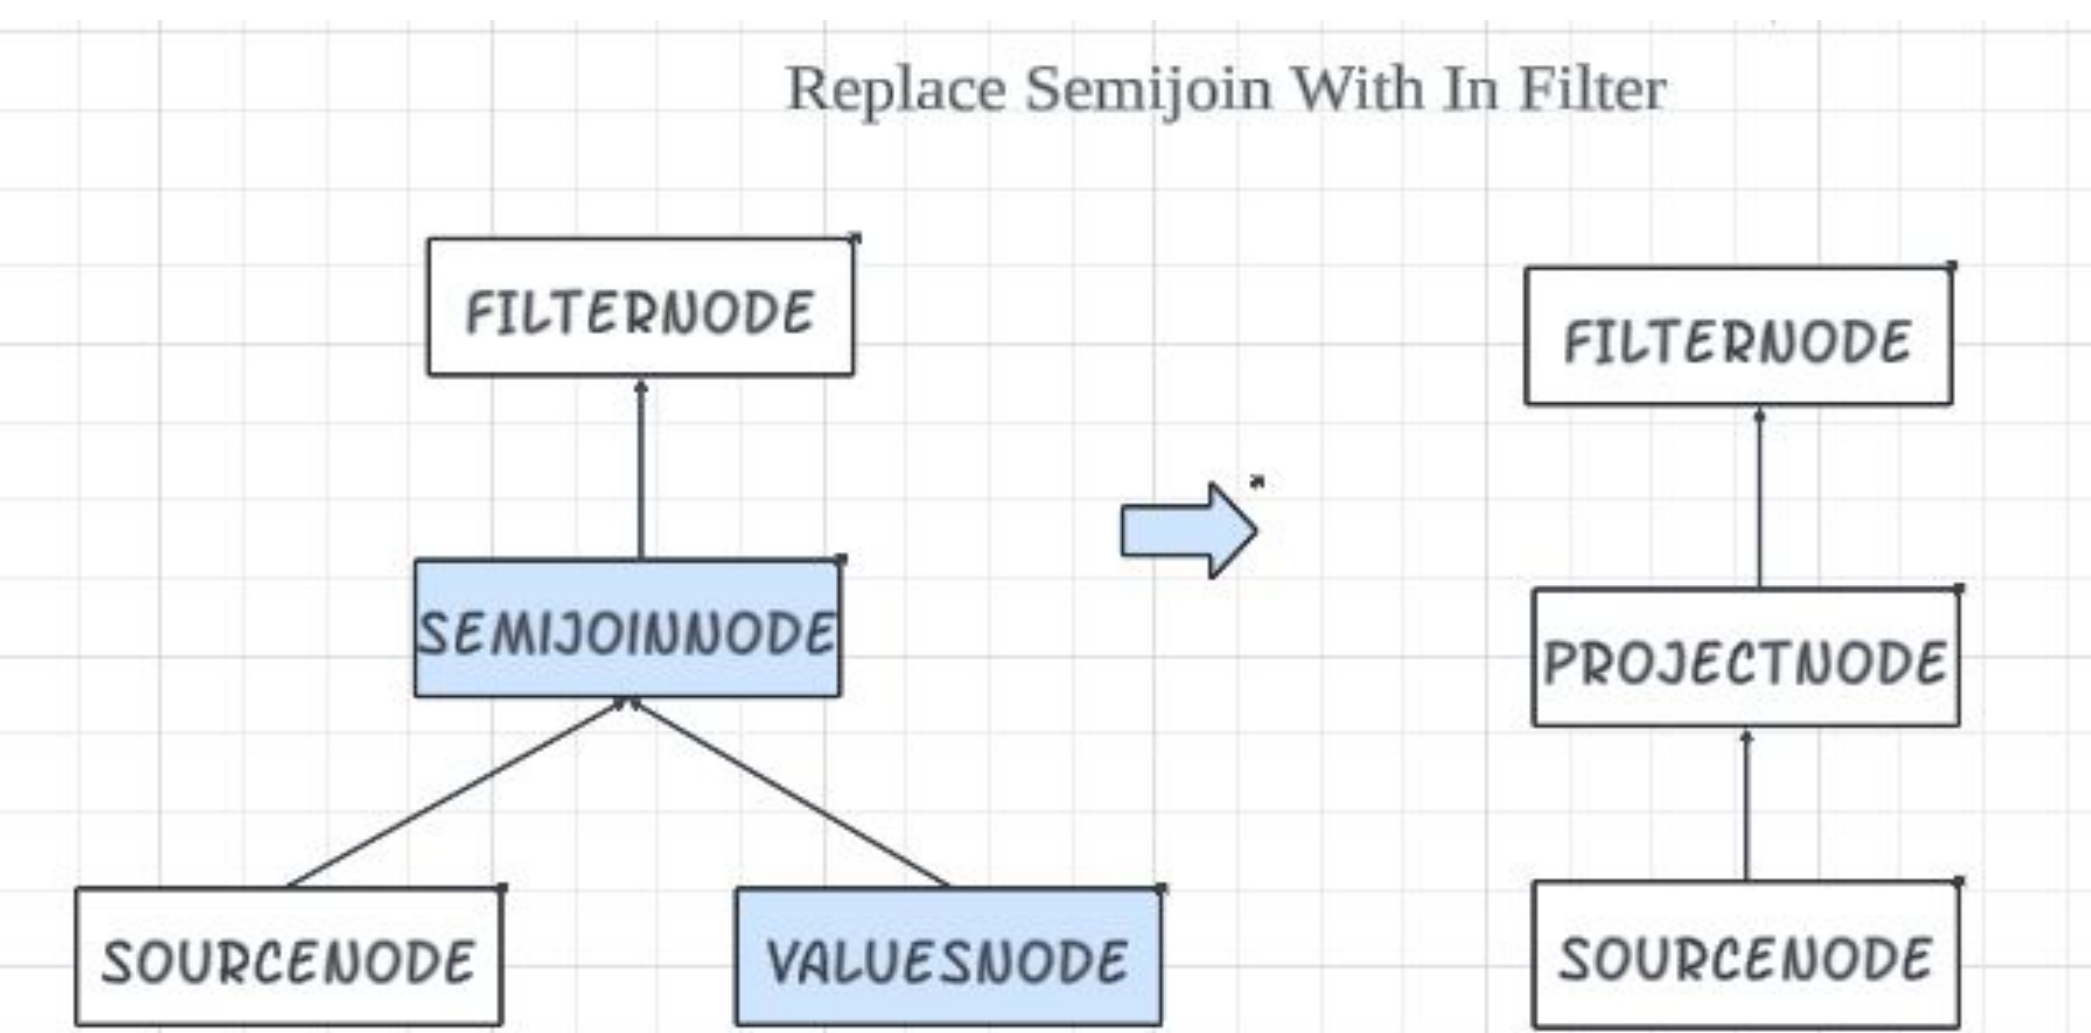 Replace Semijoin With In Filter
FILTERNODE
FILTERNODE
SEMIJOINNODE
PROJECTNODE
SOURCENODE
VALUESNODE
SOURCENODE